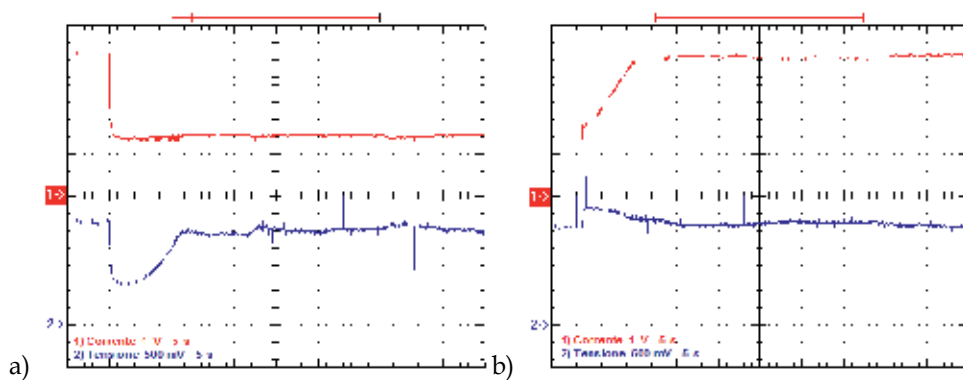 1->
2->
1) Corrente 1 V 5 s
2) Tensione 500 mV 5 s
a)
1->
2->
1) Corrente 1 V 5 s
2) Tensione 500 mV 5 s
b)